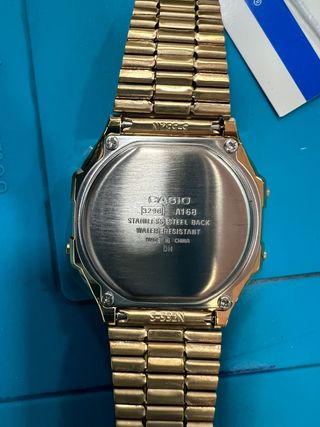 CASIO
3298 A168
STAINLESS STEEL BACK
WATER RESISTANT
MADE IN CHINA
DH